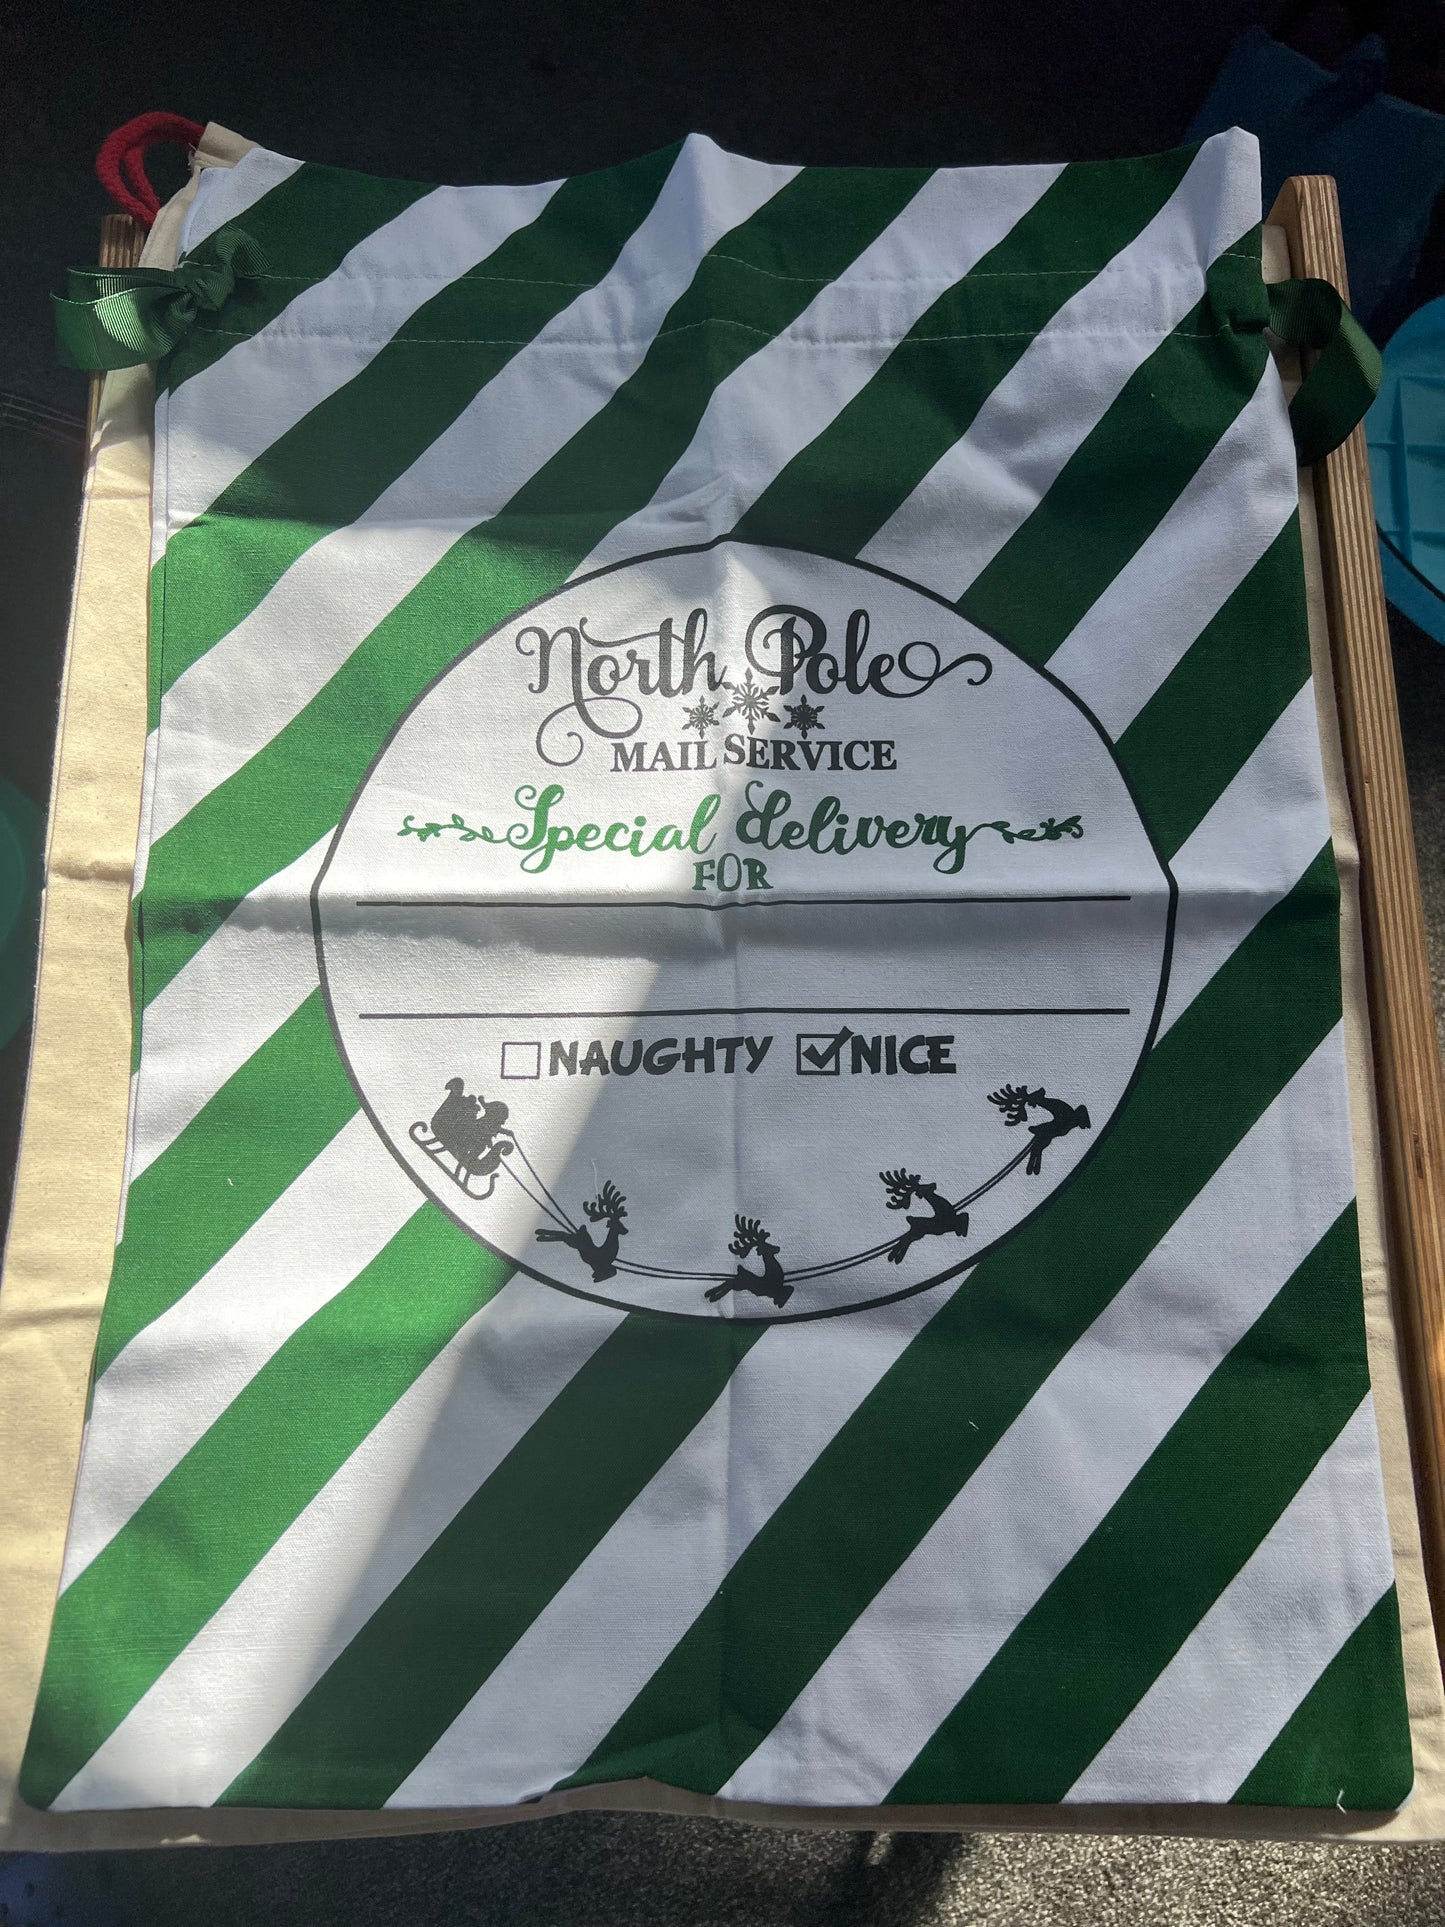 North Pole
MAIL SERVICE
Special delivery
FOR
NAUGHTY NICE